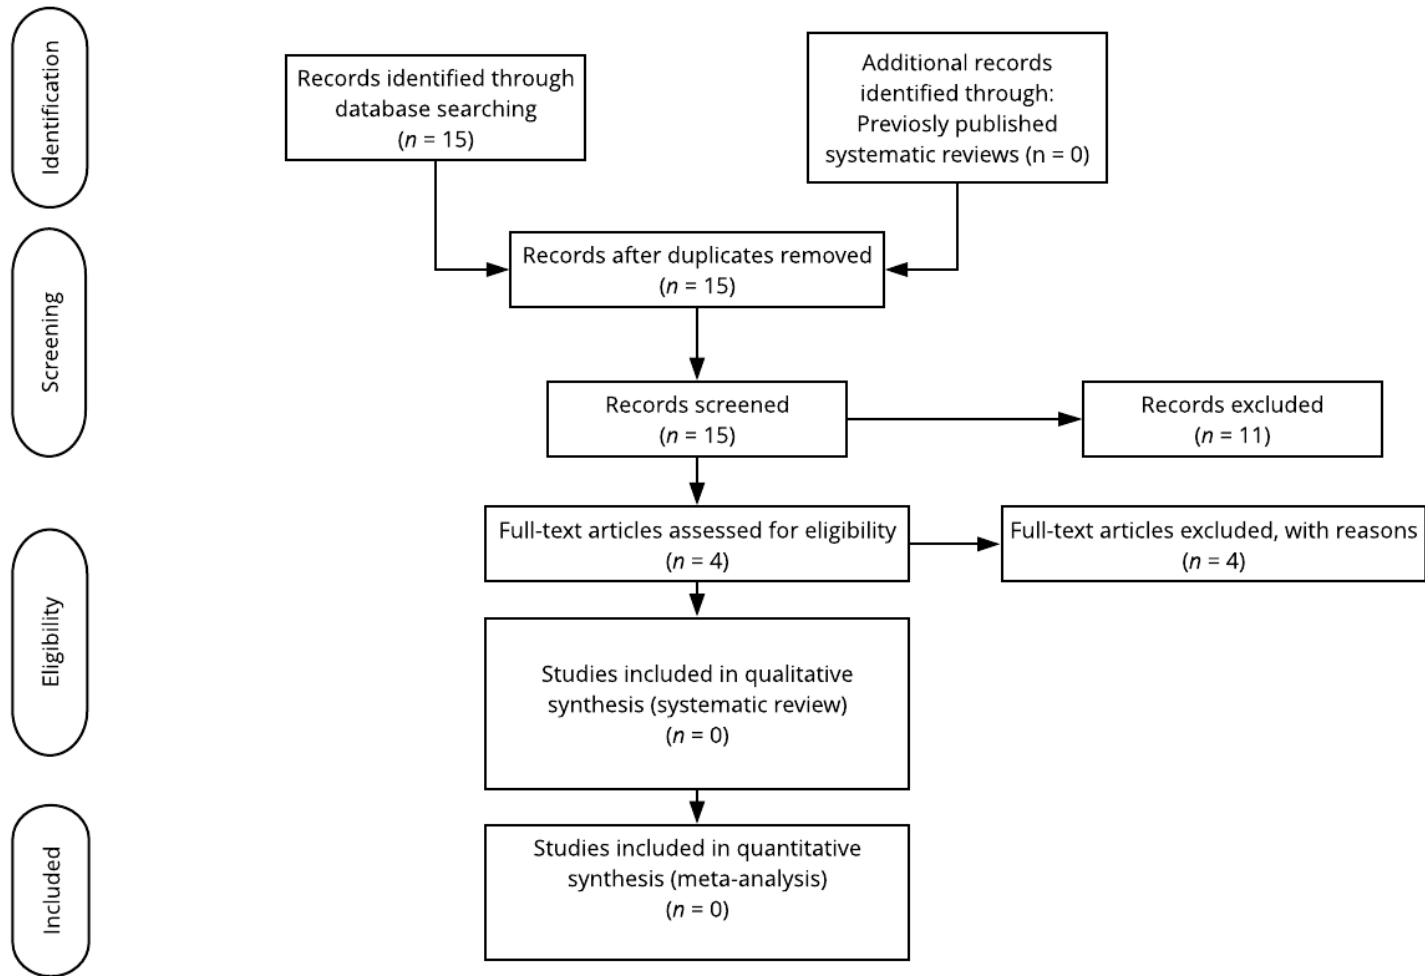 Identification
Records identified through
database searching
(n = 15)
Additional records
identified through:
Previosly published
systematic reviews (n = 0)
Screening
Records after duplicates removed
(n = 15)
Records screened
(n = 15)
Records excluded
(n = 11)
Eligibility
Full-text articles assessed for eligibility
(n = 4)
Full-text articles excluded, with reasons
(n = 4)
Studies included in qualitative
synthesis (systematic review)
(n = 0)
Included
Studies included in quantitative
synthesis (meta-analysis)
(n = 0)